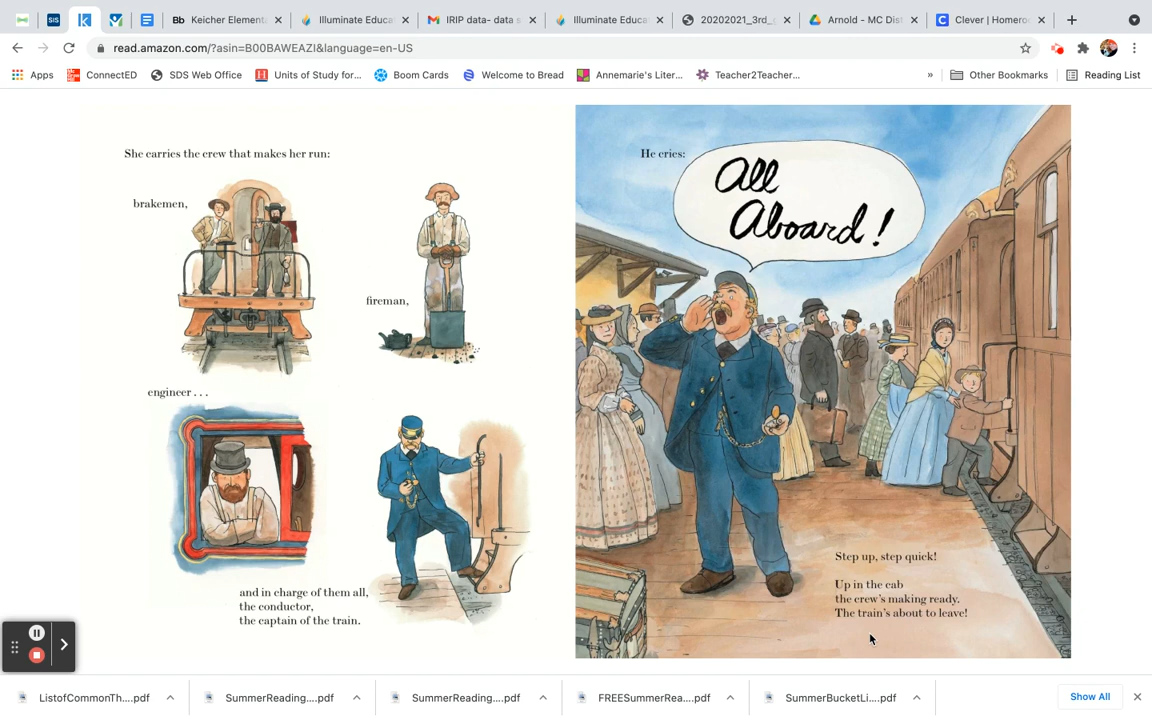 Bb Keicher Elementa
Illuminate Educa
IRIP data- data s
Illuminate Educa
20202021_3rd_
Arnold - MC Dist
Clever | Homeroo
SIS
read.amazon.com/?asin=B00BAWEAZI&language=en-US
Apps
ConnectED
SDS Web Office
Units of Study for...
Boom Cards
Welcome to Bread
Annemarie's Liter...
Teacher2Teacher...
»
Other Bookmarks
Reading List
She carries the crew that makes her run:
brakemen,
fireman,
engineer . . .
and in charge of them all,
the conductor,
the captain of the train.
He cries:
All
Aboard!
Step up, step quick!
Up in the cab
the crew's making ready.
The train's about to leave!
ListofCommonTh....pdf
SummerReading....pdf
SummerReading....pdf
FREESummerRea....pdf
SummerBucketLi....pdf
Show All